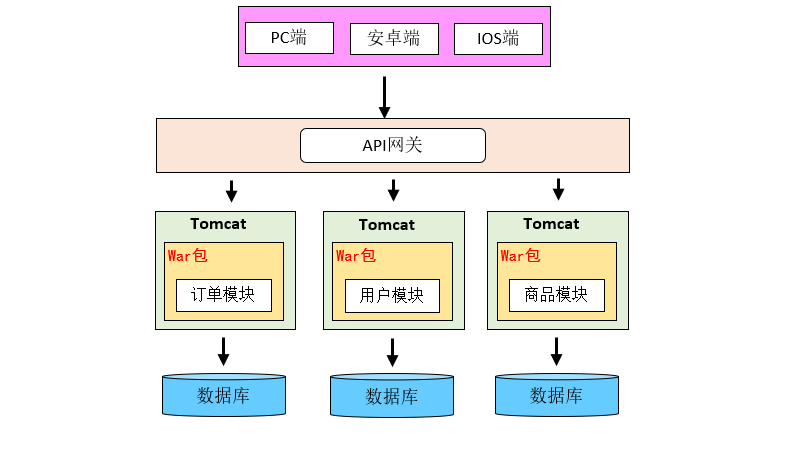 PC端 安卓端 IOS端
API网关
Tomcat Tomcat Tomcat
War包 War包 War包
订单模块 用户模块 商品模块
数据库 数据库 数据库